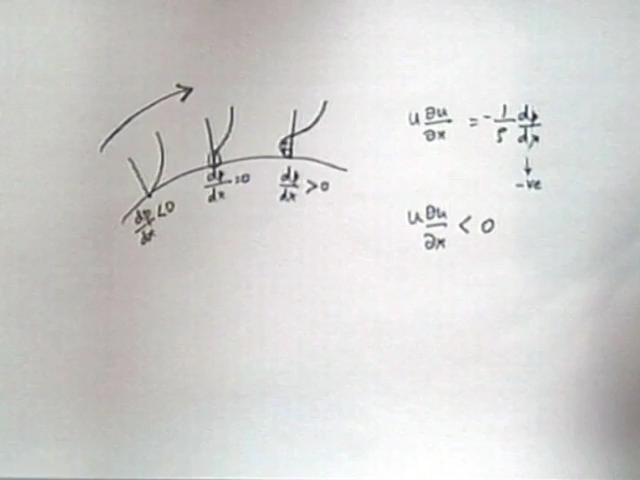 dp/dx <0
dp/dx =0
dp/dx > 0
u ∂u/∂x = -1/ρ dp/dx
↓
-ve
u ∂u/∂x < 0